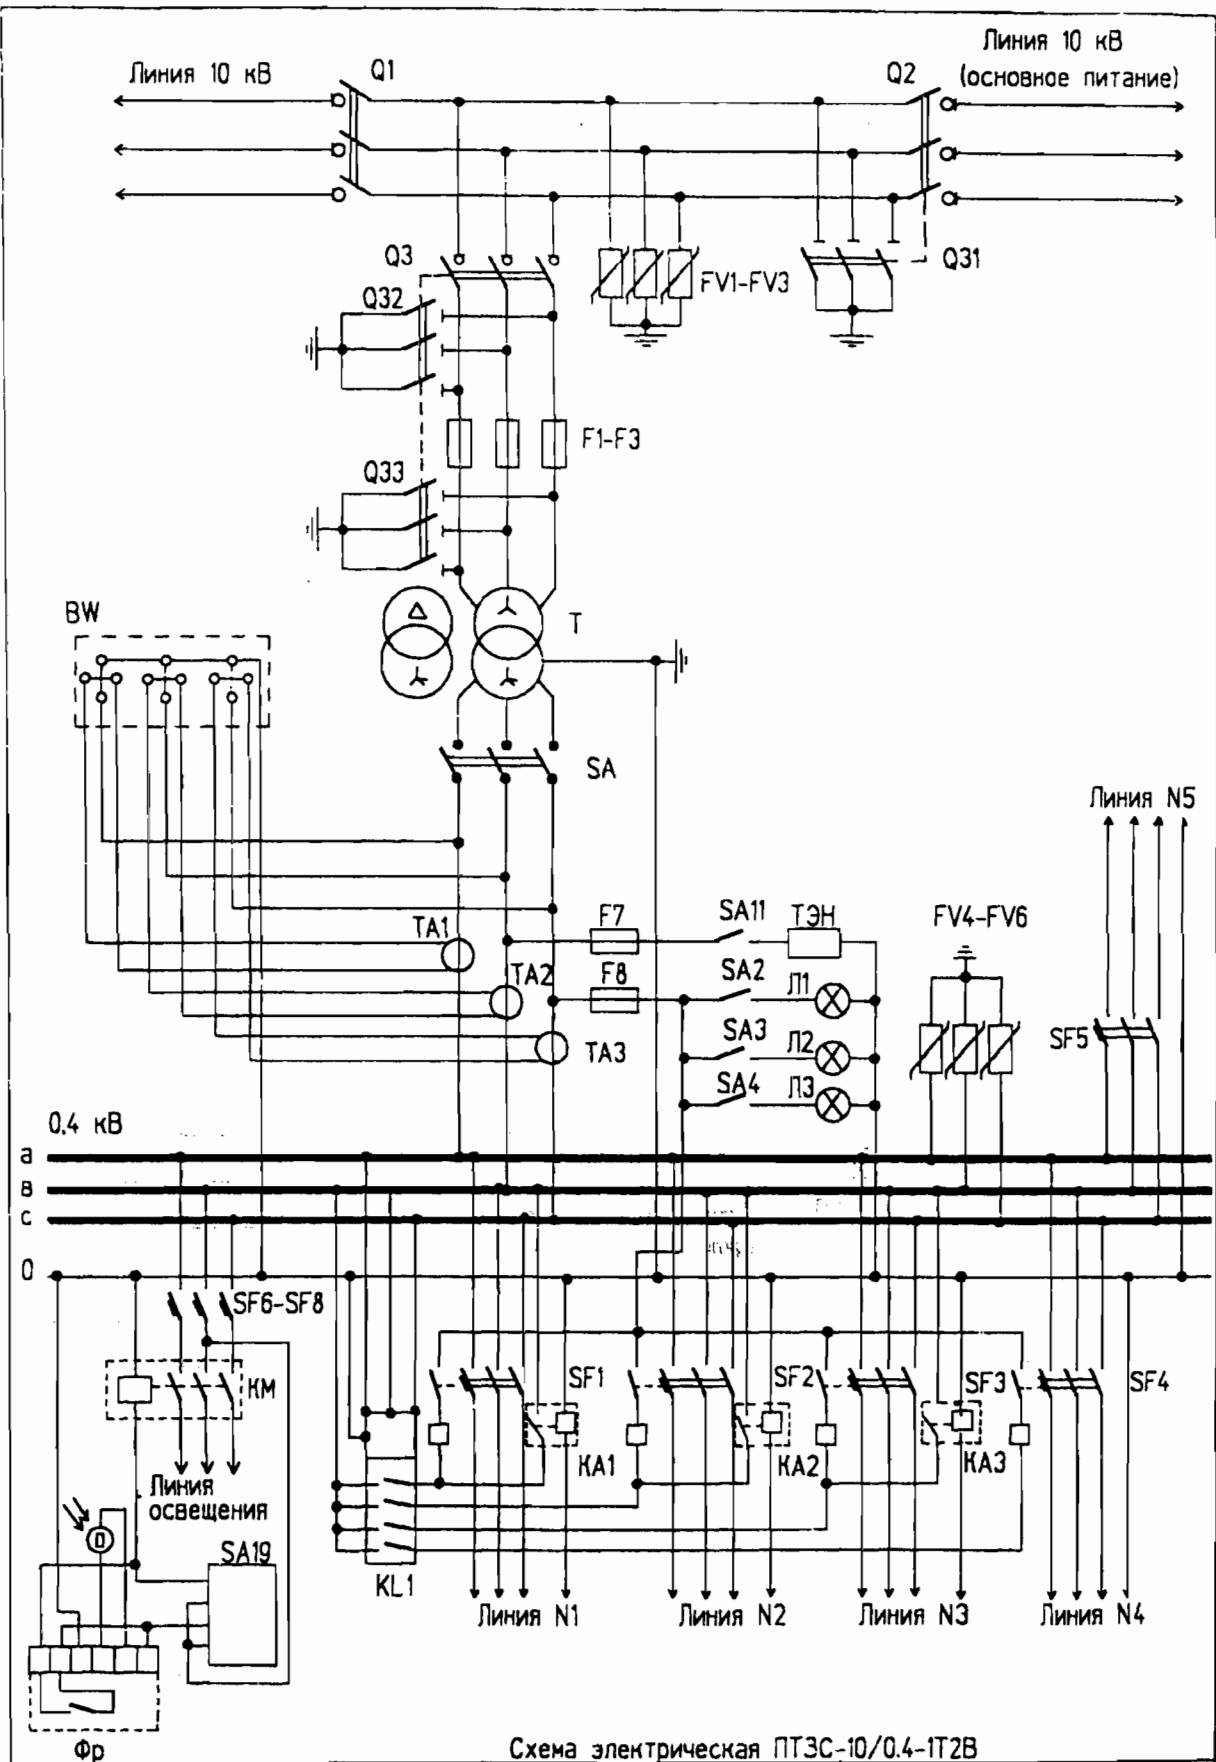 Линия 10 кВ
Линия 10 кВ
(основное питание)
Q1
Q2
Q3
Q31
FV1-FV3
Q32
F1-F3
Q33
BW
T
SA
Линия N5
TA1
F7
SA11
ТЭН
FV4-FV6
TA2
F8
SA2
Л1
TA3
SA3
Л2
SF5
SA4
Л3
0.4 кВ
а
в
с
0
SF6-SF8
KM
SF1
SF2
SF3
SF4
KA1
KA2
KA3
Линия
освещения
SA19
KL1
Линия N1
Линия N2
Линия N3
Линия N4
Фр
Схема электрическая ПТЗС-10/0.4-1Т2В